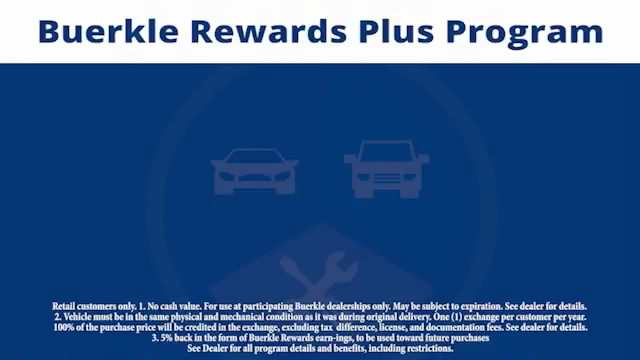 Buerkle Rewards Plus Program
Retail customers only. 1. No cash value. For use at participating Buerkle dealerships only. May be subject to expiration. See dealer for details.
2. Vehicle must be in the same physical and mechanical condition as it was during original delivery. One (1) exchange per customer per year.
100% of the purchase price will be credited in the exchange, excluding tax difference, license, and documentation fees. See dealer for details.
3. 5% back in the form of Buerkle Rewards earn-ings, to be used toward future purchases
See Dealer for all program details and benefits, including restrictions.